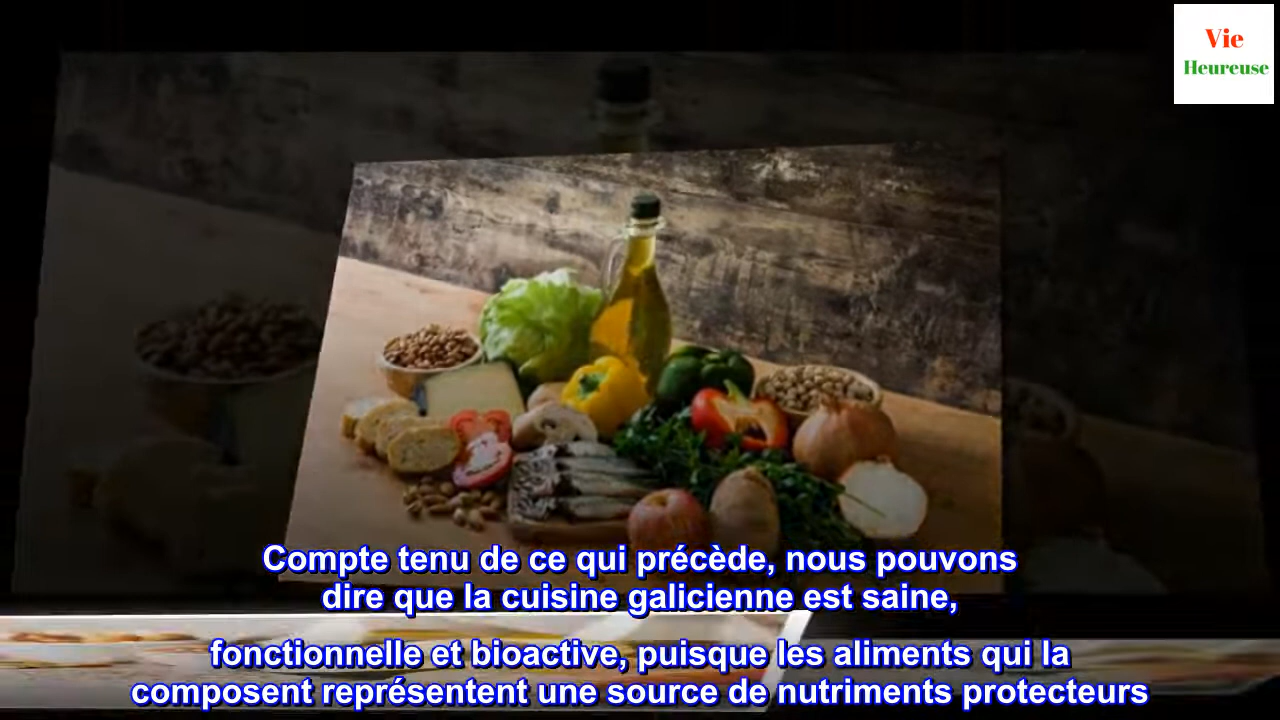 Vie
Heureuse
Compte tenu de ce qui précède, nous pouvons
dire que la cuisine galicienne est saine,
fonctionnelle et bioactive, puisque les aliments qui la
composent représentent une source de nutriments protecteurs